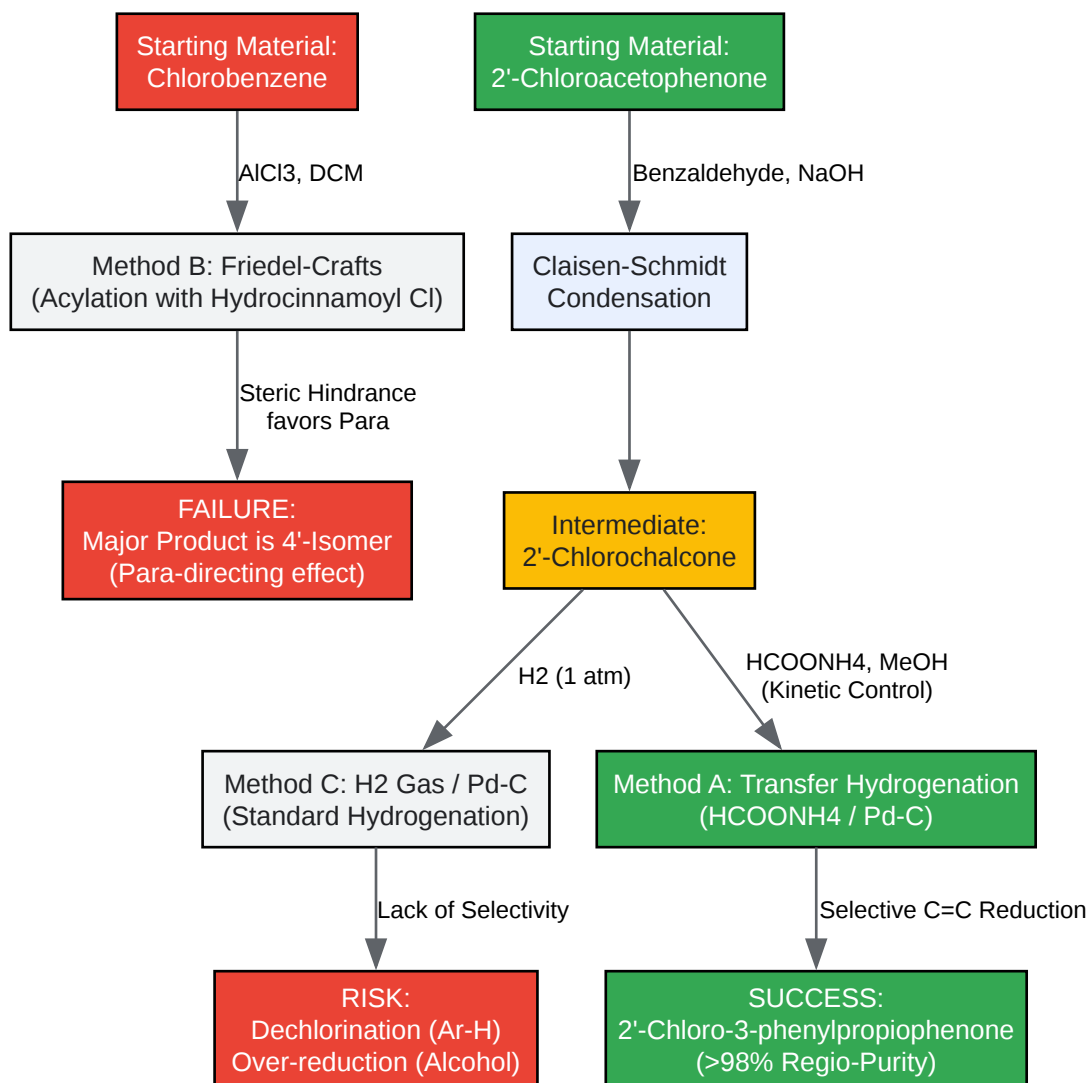 Starting Material:
Chlorobenzene
Starting Material:
2'-Chloroacetophenone
AlCl3, DCM
Benzaldehyde, NaOH
Method B: Friedel-Crafts
(Acylation with Hydrocinnamoyl Cl)
Claisen-Schmidt
Condensation
Steric Hindrance
favors Para
FAILURE:
Major Product is 4'-Isomer
(Para-directing effect)
Intermediate:
2'-Chlorochalcone
H2 (1 atm)
HCOONH4, MeOH
(Kinetic Control)
Method C: H2 Gas / Pd-C
(Standard Hydrogenation)
Method A: Transfer Hydrogenation
(HCOONH4 / Pd-C)
Lack of Selectivity
Selective C=C Reduction
RISK:
Dechlorination (Ar-H)
Over-reduction (Alcohol)
SUCCESS:
2'-Chloro-3-phenylpropiophenone
(>98% Regio-Purity)